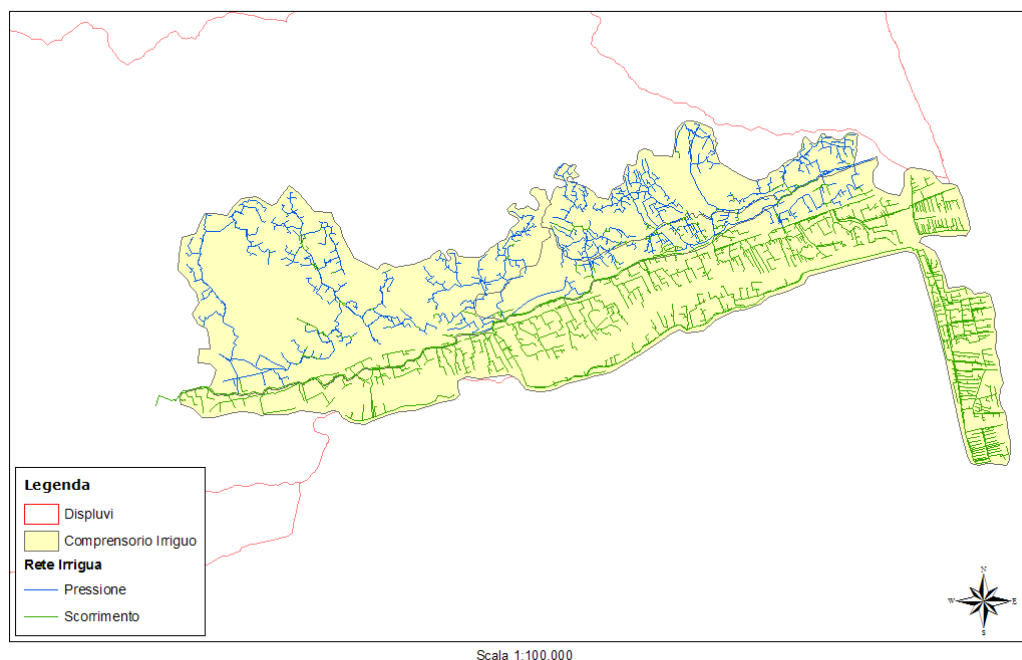 Legenda
Displuvi
Comprensorio Irriguo
Rete Irrigua
Pressione
Scorrimento
N
W E
S
Scala 1:100.000